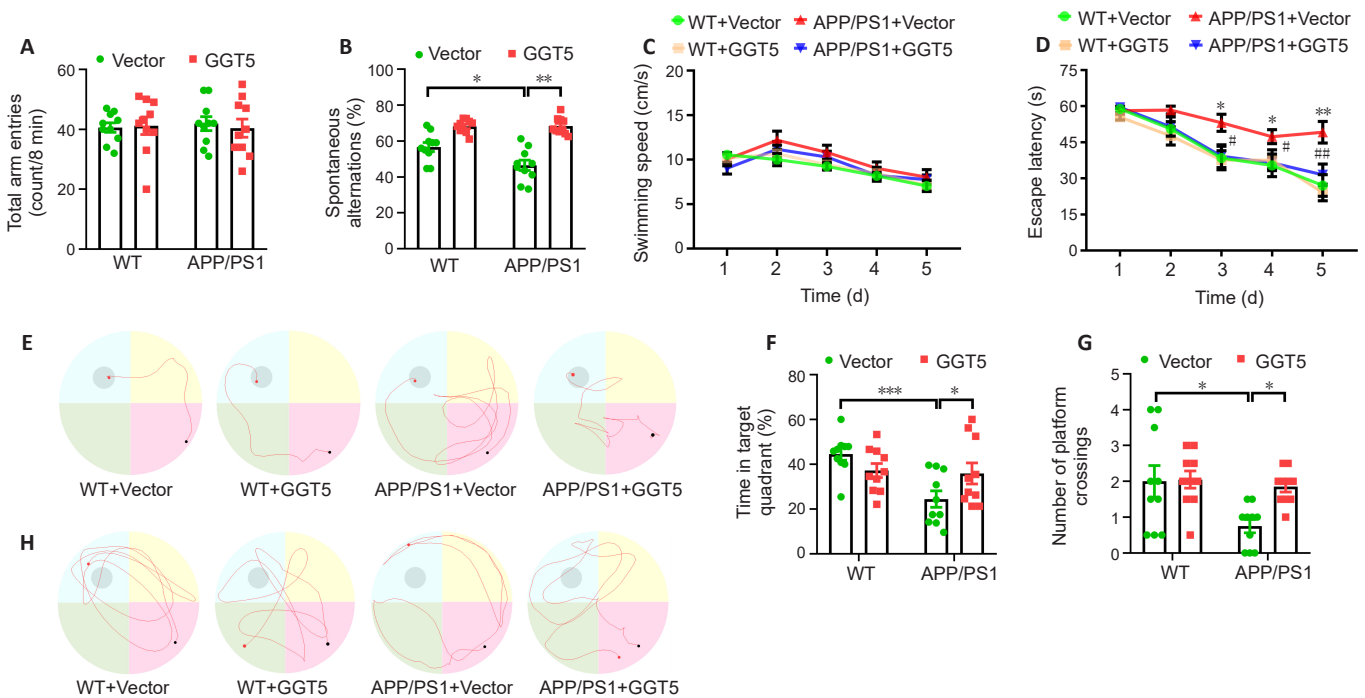 A
Vector GGT5
Total arm entries
(count/8 min)
60
40
20
0
WT APP/PS1
B
Vector GGT5
Spontaneous
alternations (%)
100
80
60
40
20
0
* **
WT APP/PS1
C
WT+Vector APP/PS1+Vector
WT+GGT5 APP/PS1+GGT5
Swimming speed (cm/s)
20
15
10
5
0
1 2 3 4 5
Time (d)
D
WT+Vector APP/PS1+Vector
WT+GGT5 APP/PS1+GGT5
Escape latency (s)
75
60
45
30
15
0
* * **
# # ##
1 2 3 4 5
Time (d)
E
WT+Vector WT+GGT5 APP/PS1+Vector APP/PS1+GGT5
F
Vector GGT5
Time in target
quadrant (%)
80
60
40
20
0
*** *
WT APP/PS1
G
Vector GGT5
Number of platform
crossings
5
4
3
2
1
0
* *
WT APP/PS1
H
WT+Vector WT+GGT5 APP/PS1+Vector APP/PS1+GGT5